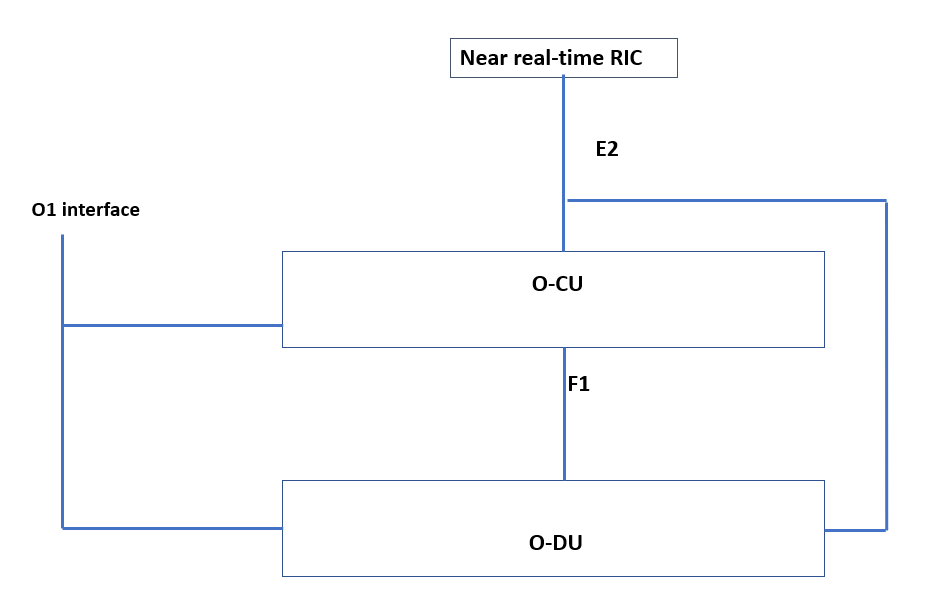 Near real-time RIC
E2
O1 interface
O-CU
F1
O-DU